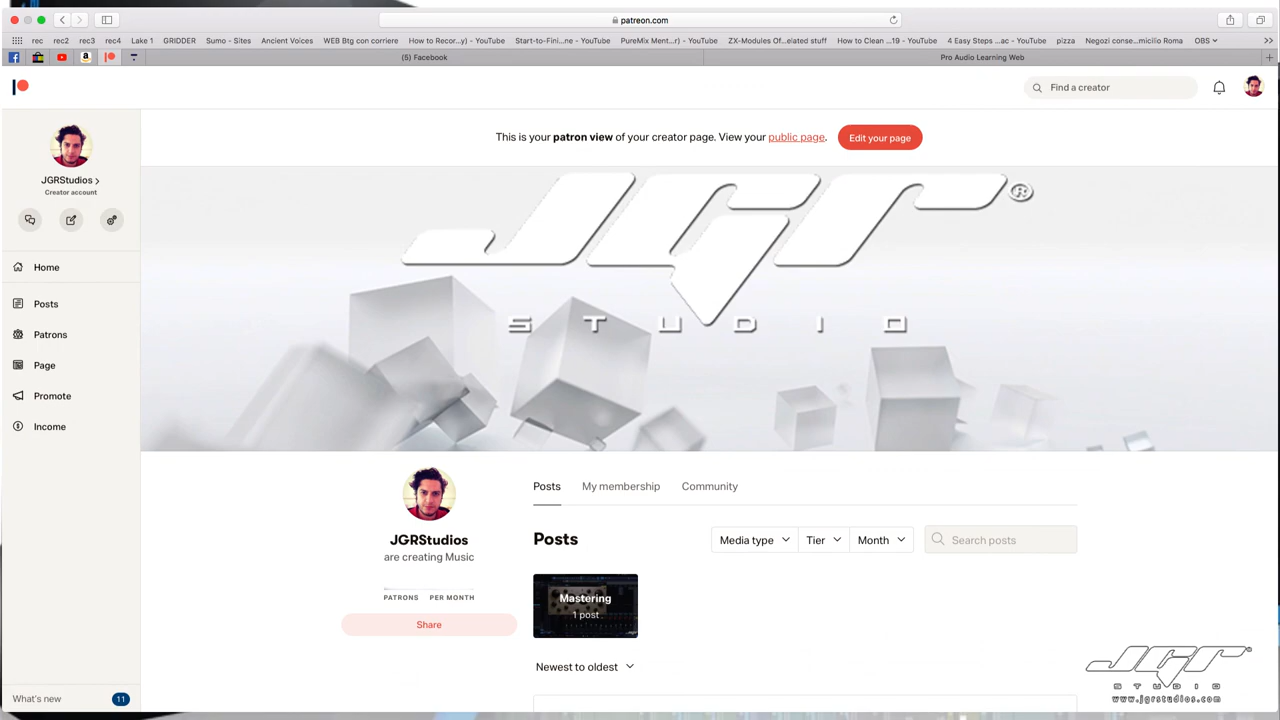 patreon.com
rec rec2 rec3 rec4 Lake 1 GRIDDER Sumo - Sites Ancient Voices WEB Btg con corriere How to Recor...y) - YouTube Start-to-Fini...ne - YouTube PureMix Ment...r) - YouTube ZX-Modules Of...elated stuff How to Clean ...19 - YouTube 4 Easy Steps ...ac - YouTube pizza Negozi conse...micilio Roma OBS
(5) Facebook Pro Audio Learning Web
Find a creator
This is your patron view of your creator page. View your public page. Edit your page
JGRStudios
Creator account
Home
Posts
Patrons
Page
Promote
Income
What's new 11
JGR ®
STUDIO
JGRStudios
are creating Music
PATRONS PER MONTH
Share
Posts My membership Community
Posts Media type Tier Month Search posts
Mastering
1 post
Newest to oldest
JGR ®
STUDIO
www.jgrstudios.com